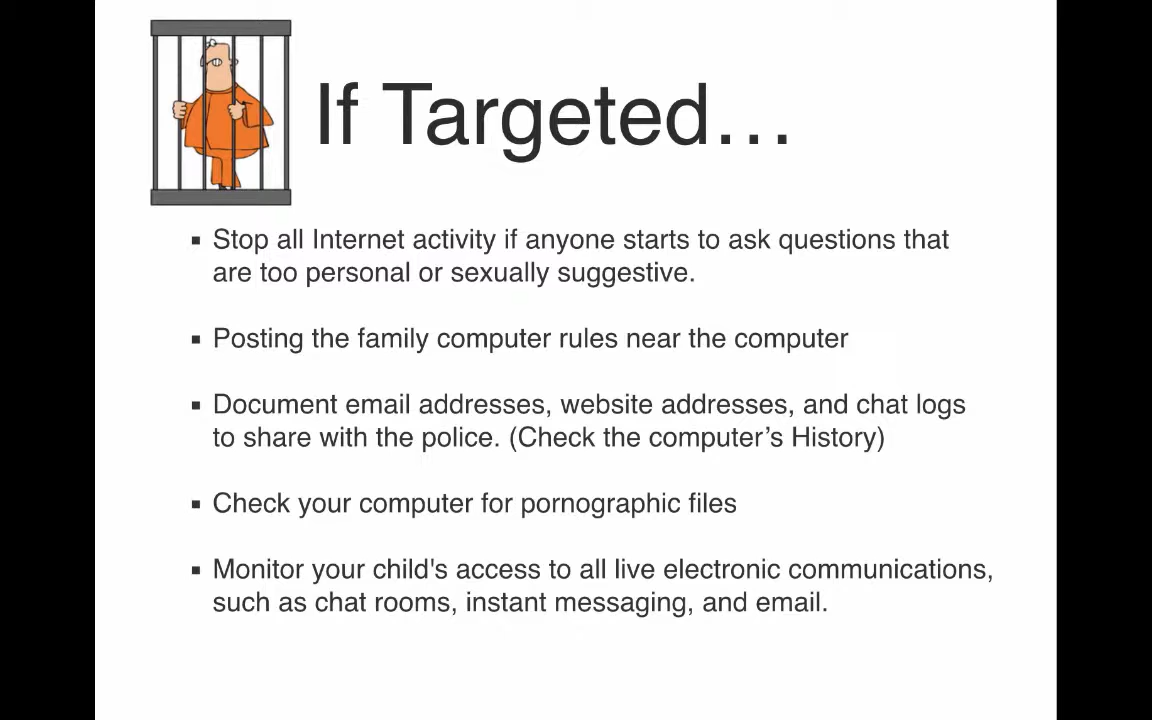 If Targeted...
▪ Stop all Internet activity if anyone starts to ask questions that
are too personal or sexually suggestive.
▪ Posting the family computer rules near the computer
▪ Document email addresses, website addresses, and chat logs
to share with the police. (Check the computer’s History)
▪ Check your computer for pornographic files
▪ Monitor your child's access to all live electronic communications,
such as chat rooms, instant messaging, and email.